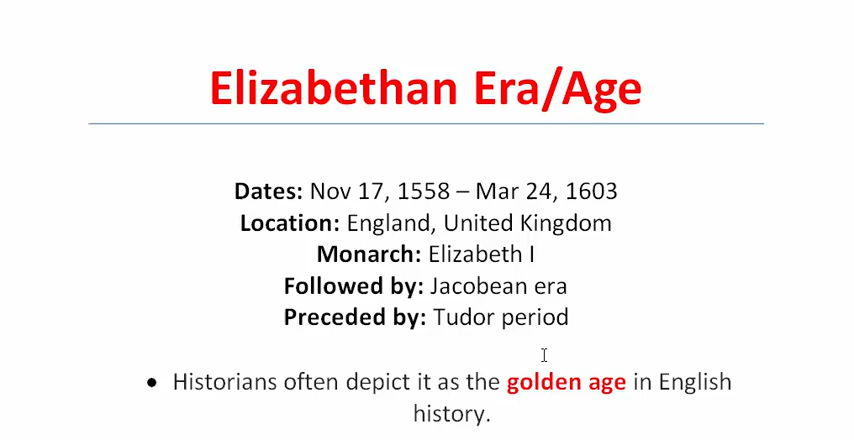 Elizabethan Era/Age
Dates: Nov 17, 1558 – Mar 24, 1603
Location: England, United Kingdom
Monarch: Elizabeth I
Followed by: Jacobean era
Preceded by: Tudor period
• Historians often depict it as the golden age in English
history.